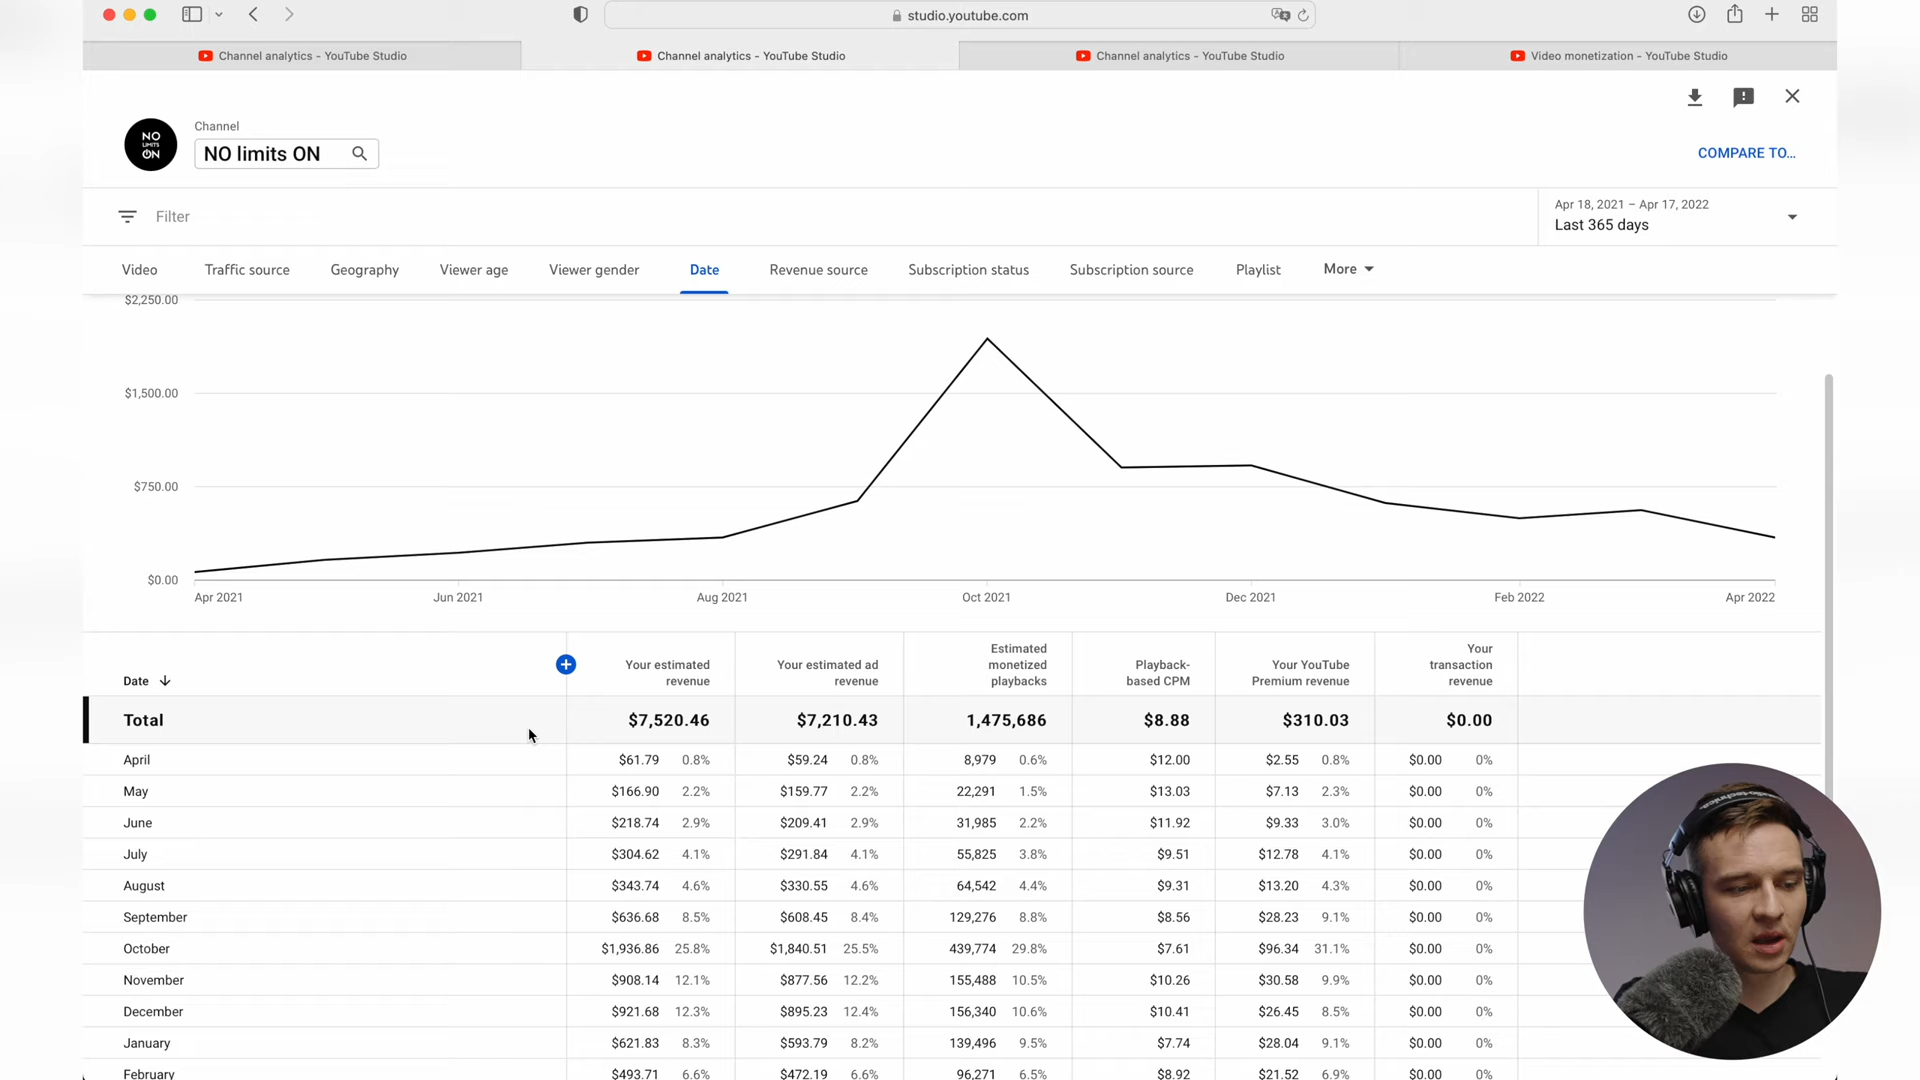 studio.youtube.com
Channel analytics - YouTube Studio
Channel analytics - YouTube Studio
Channel analytics - YouTube Studio
Video monetization - YouTube Studio
NO
LIMITS
ON
Channel
NO limits ON
COMPARE TO...
Filter
Apr 18, 2021 – Apr 17, 2022
Last 365 days
Video Traffic source Geography Viewer age Viewer gender Date Revenue source Subscription status Subscription source Playlist More
$2,250.00
$1,500.00
$750.00
$0.00
Apr 2021 Jun 2021 Aug 2021 Oct 2021 Dec 2021 Feb 2022 Apr 2022
Date
Your estimated
revenue
Your estimated ad
revenue
Estimated
monetized
playbacks
Playback-
based CPM
Your YouTube
Premium revenue
Your
transaction
revenue
Total $7,520.46 $7,210.43 1,475,686 $8.88 $310.03 $0.00
April $61.79 0.8% $59.24 0.8% 8,979 0.6% $12.00 $2.55 0.8% $0.00 0%
May $166.90 2.2% $159.77 2.2% 22,291 1.5% $13.03 $7.13 2.3% $0.00 0%
June $218.74 2.9% $209.41 2.9% 31,985 2.2% $11.92 $9.33 3.0% $0.00 0%
July $304.62 4.1% $291.84 4.1% 55,825 3.8% $9.51 $12.78 4.1% $0.00 0%
August $343.74 4.6% $330.55 4.6% 64,542 4.4% $9.31 $13.20 4.3% $0.00 0%
September $636.68 8.5% $608.45 8.4% 129,276 8.8% $8.56 $28.23 9.1% $0.00 0%
October $1,936.86 25.8% $1,840.51 25.5% 439,774 29.8% $7.61 $96.34 31.1% $0.00 0%
November $908.14 12.1% $877.56 12.2% 155,488 10.5% $10.26 $30.58 9.9% $0.00 0%
December $921.68 12.3% $895.23 12.4% 156,340 10.6% $10.41 $26.45 8.5% $0.00 0%
January $621.83 8.3% $593.79 8.2% 139,496 9.5% $7.74 $28.04 9.1% $0.00 0%
February $493.71 6.6% $472.19 6.6% 96,271 6.5% $8.92 $21.52 6.9% $0.00 0%